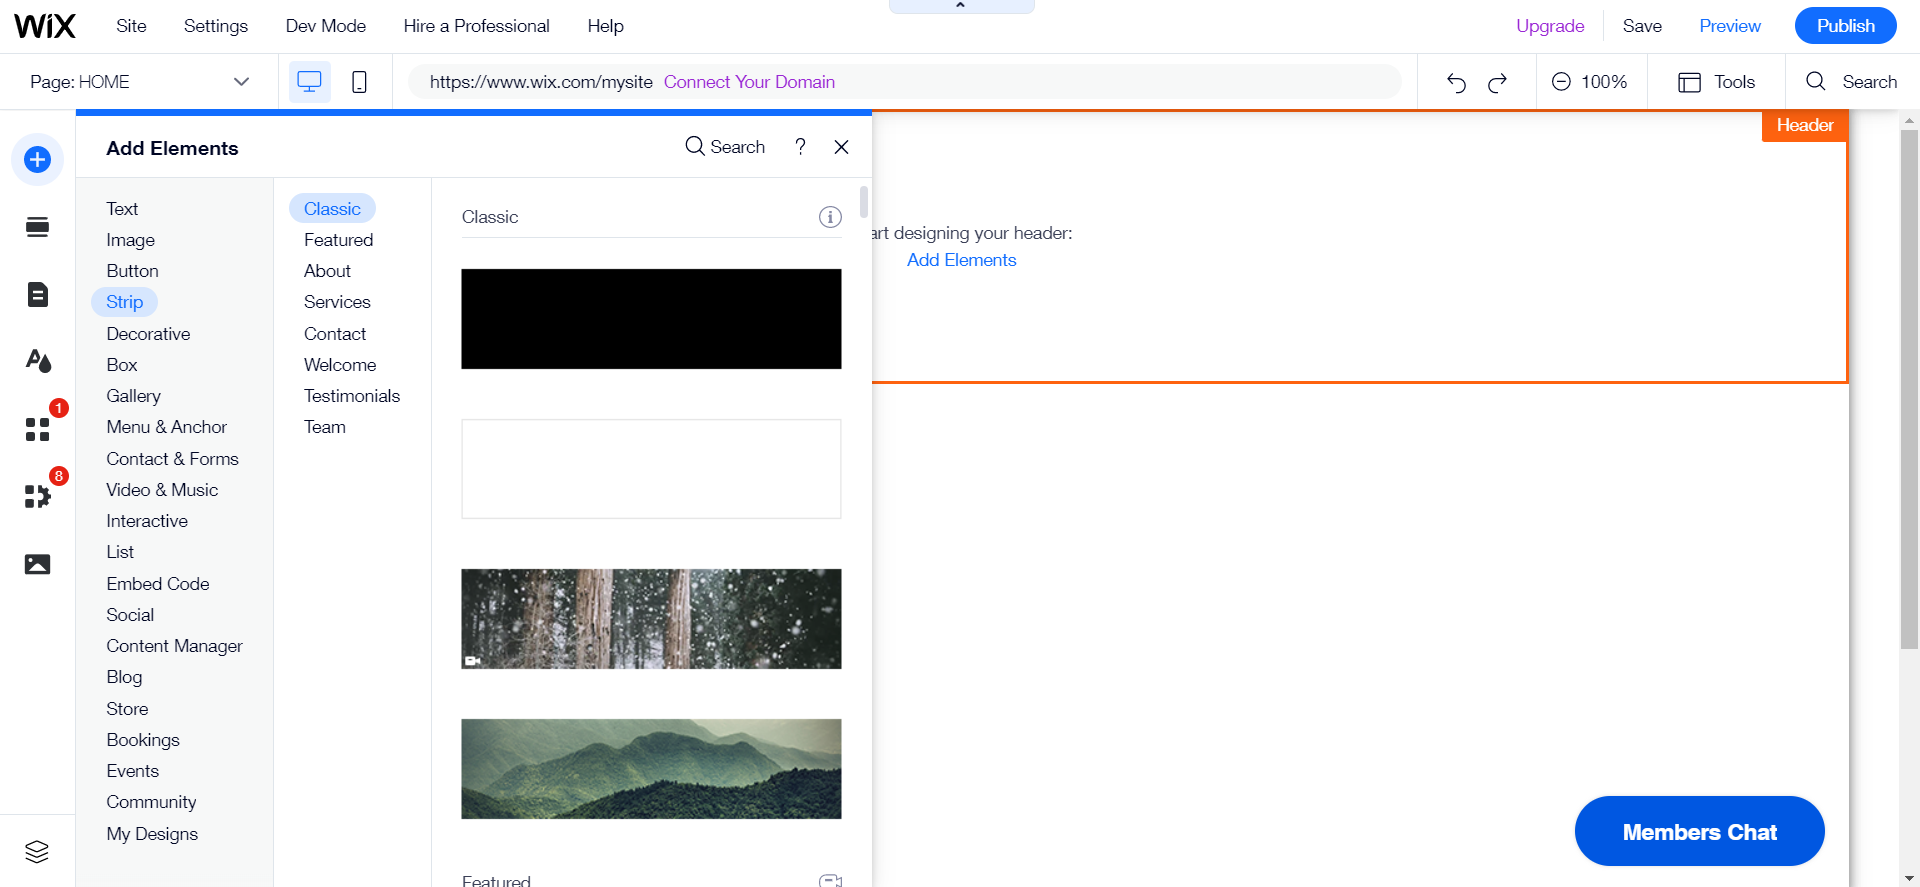 WiX Site Settings Dev Mode Hire a Professional Help Upgrade Save Preview Publish
Page: HOME https://www.wix.com/mysite Connect Your Domain 100% Tools Search
Add Elements Search ?
Header
Text
Image
Button
Strip
Decorative
Box
Gallery
Menu & Anchor
Contact & Forms
Video & Music
Interactive
List
Embed Code
Social
Content Manager
Blog
Store
Bookings
Events
Community
My Designs
Classic
Featured
About
Services
Contact
Welcome
Testimonials
Team
Classic
Featured
art designing your header:
Add Elements
1
8
Members Chat